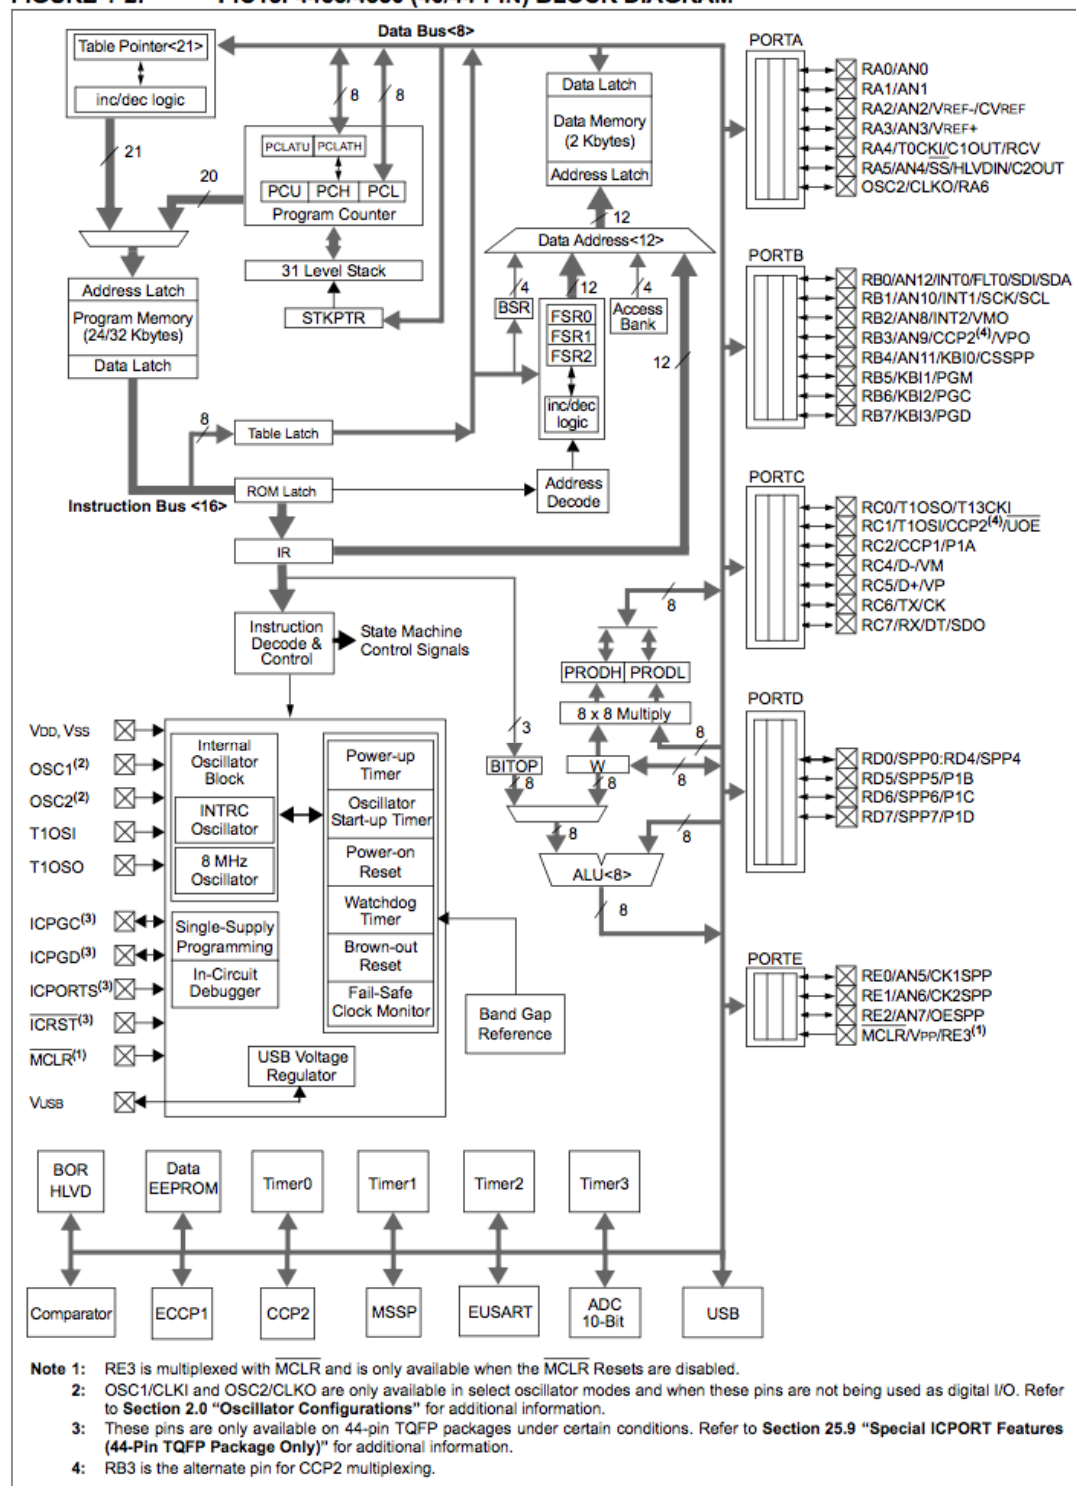 Data Bus<8>
Table Pointer<21>
inc/dec logic
21
20
8
8
PCLATU PCLATH
PCU PCH PCL
Program Counter
31 Level Stack
STKPTR
Data Latch
Data Memory
(2 Kbytes)
Address Latch
12
Data Address<12>
4
12
4
BSR
FSR0
FSR1
FSR2
Access
Bank
12
inc/dec
logic
Address Latch
Program Memory
(24/32 Kbytes)
Data Latch
8
Table Latch
Instruction Bus <16>
ROM Latch
Address
Decode
IR
8
Instruction
Decode &
Control
State Machine
Control Signals
PRODH PRODL
8 x 8 Multiply
3
8
BITOP
W
8
8
8
8
8
ALU<8>
8
PORTA
RA0/AN0
RA1/AN1
RA2/AN2/VREF-/CVREF
RA3/AN3/VREF+
RA4/T0CKI/C1OUT/RCV
RA5/AN4/S̅S̅/HLVDIN/C2OUT
OSC2/CLKO/RA6
PORTB
RB0/AN12/INT0/FLT0/SDI/SDA
RB1/AN10/INT1/SCK/SCL
RB2/AN8/INT2/VMO
RB3/AN9/CCP2(4)/VPO
RB4/AN11/KBI0/CSSPP
RB5/KBI1/PGM
RB6/KBI2/PGC
RB7/KBI3/PGD
PORTC
RC0/T1OSO/T13CKI
RC1/T1OSI/CCP2(4)/U̅O̅E̅
RC2/CCP1/P1A
RC4/D-/VM
RC5/D+/VP
RC6/TX/CK
RC7/RX/DT/SDO
PORTD
RD0/SPP0:RD4/SPP4
RD5/SPP5/P1B
RD6/SPP6/P1C
RD7/SPP7/P1D
PORTE
RE0/AN5/CK1SPP
RE1/AN6/CK2SPP
RE2/AN7/OESPP
M̅C̅L̅R̅/VPP/RE3(1)
VDD, VSS
OSC1(2)
OSC2(2)
T1OSI
T1OSO
ICPGC(3)
ICPGD(3)
ICPORTS(3)
I̅C̅R̅S̅T̅(3)
M̅C̅L̅R̅(1)
VUSB
Internal
Oscillator
Block
INTRC
Oscillator
8 MHz
Oscillator
Single-Supply
Programming
In-Circuit
Debugger
Power-up
Timer
Oscillator
Start-up Timer
Power-on
Reset
Watchdog
Timer
Brown-out
Reset
Fail-Safe
Clock Monitor
USB Voltage
Regulator
Band Gap
Reference
BOR
HLVD
Data
EEPROM
Timer0
Timer1
Timer2
Timer3
Comparator
ECCP1
CCP2
MSSP
EUSART
ADC
10-Bit
USB
Note 1: RE3 is multiplexed with M̅C̅L̅R̅ and is only available when the M̅C̅L̅R̅ Resets are disabled.
2: OSC1/CLKI and OSC2/CLKO are only available in select oscillator modes and when these pins are not being used as digital I/O. Refer
to Section 2.0 “Oscillator Configurations” for additional information.
3: These pins are only available on 44-pin TQFP packages under certain conditions. Refer to Section 25.9 “Special ICPORT Features
(44-Pin TQFP Package Only)” for additional information.
4: RB3 is the alternate pin for CCP2 multiplexing.